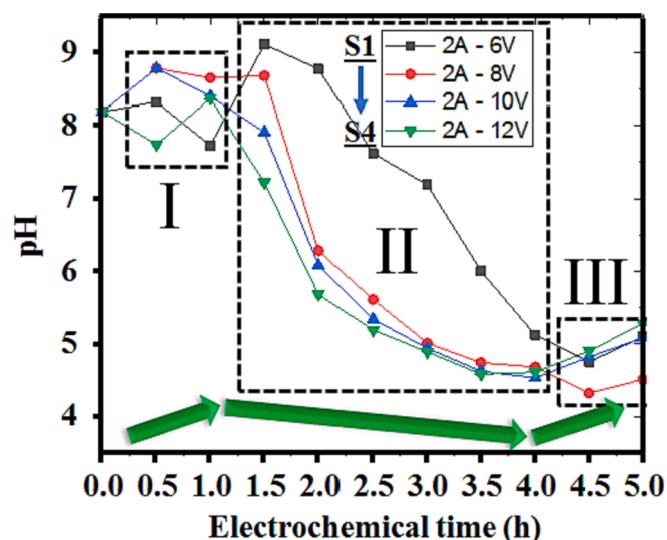 S1
S4
2A - 6V
2A - 8V
2A - 10V
2A - 12V
I
II
III
pH
9
8
7
6
5
4
0.0 0.5 1.0 1.5 2.0 2.5 3.0 3.5 4.0 4.5 5.0
Electrochemical time (h)